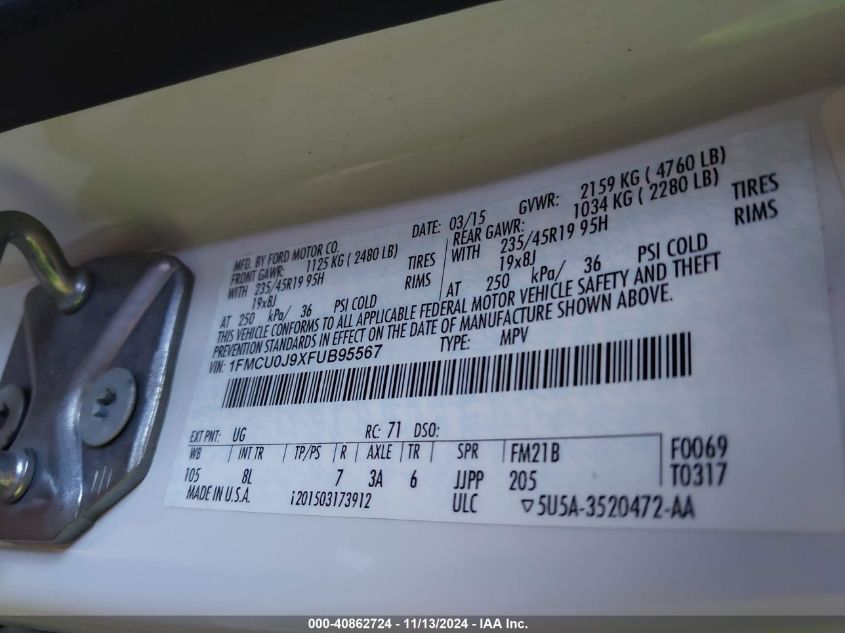 MFD. BY FORD MOTOR CO. DATE: 03/15 GVWR: 2159 KG ( 4760 LB)
FRONT GAWR: 1125 KG ( 2480 LB) REAR GAWR: 1034 KG ( 2280 LB)
WITH 235/45R19 95H TIRES WITH 235/45R19 95H TIRES
19x8J RIMS 19x8J RIMS
AT 250 kPa/ 36 PSI COLD AT 250 kPa/ 36 PSI COLD
THIS VEHICLE CONFORMS TO ALL APPLICABLE FEDERAL MOTOR VEHICLE SAFETY AND THEFT
PREVENTION STANDARDS IN EFFECT ON THE DATE OF MANUFACTURE SHOWN ABOVE.
VIN: 1FMCU0J9XFUB95567 TYPE: MPV
EXT PNT: UG RC: 71 DSO:
WB INT TR TP/PS R AXLE TR SPR FM21B F0069
105 8L 7 3A 6 JJPP 205 T0317
MADE IN U.S.A. i201503173912 ULC ▽5U5A-3520472-AA
000-40862724 - 11/13/2024 - IAA Inc.